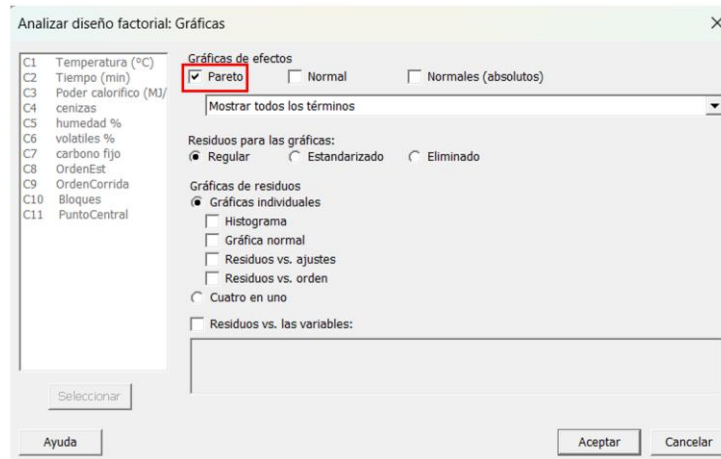 Analizar diseño factorial: Gráficas
C1 Temperatura (°C)
C2 Tiempo (min)
C3 Poder calorifico (MJ/
C4 cenizas
C5 humedad %
C6 volatiles %
C7 carbono fijo
C8 OrdenEst
C9 OrdenCorrida
C10 Bloques
C11 PuntoCentral
Seleccionar
Ayuda
Gráficas de efectos
Pareto Normal Normales (absolutos)
Mostrar todos los términos
Residuos para las gráficas:
Regular Estandarizado Eliminado
Gráficas de residuos
Gráficas individuales
Histograma
Gráfica normal
Residuos vs. ajustes
Residuos vs. orden
Cuatro en uno
Residuos vs. las variables:
Aceptar Cancelar